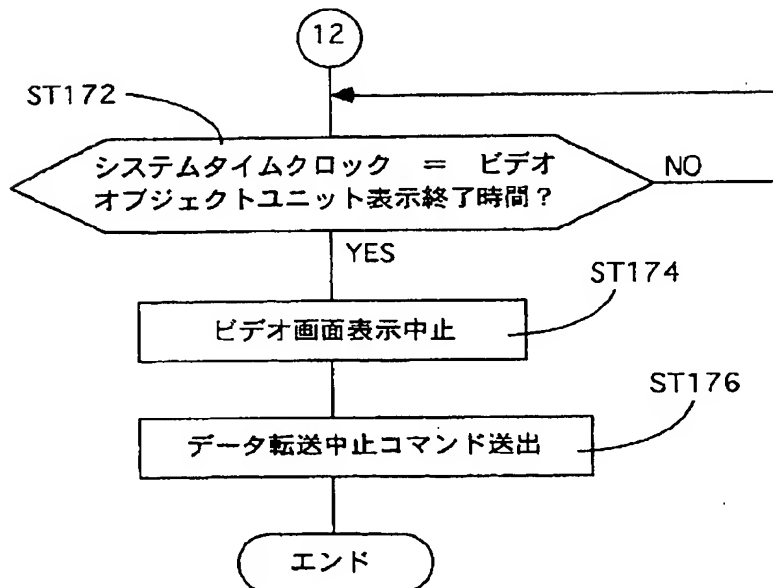 12
ST172
システムタイムクロック = ビデオ
オブジェクトユニット表示終了時間?
NO
YES
ST174
ビデオ画面表示中止
ST176
データ転送中止コマンド送出
エンド